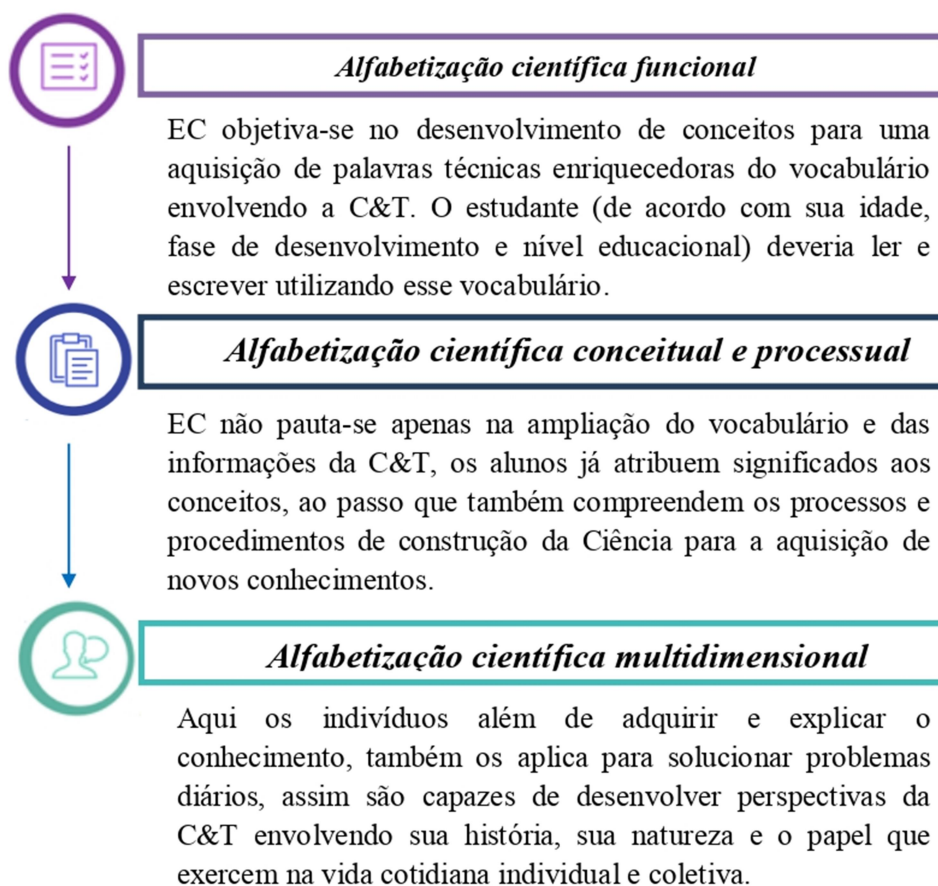 Alfabetização científica funcional
EC objetiva-se no desenvolvimento de conceitos para uma
aquisição de palavras técnicas enriquecedoras do vocabulário
envolvendo a C&T. O estudante (de acordo com sua idade,
fase de desenvolvimento e nível educacional) deveria ler e
escrever utilizando esse vocabulário.
Alfabetização científica conceitual e processual
EC não pauta-se apenas na ampliação do vocabulário e das
informações da C&T, os alunos já atribuem significados aos
conceitos, ao passo que também compreendem os processos e
procedimentos de construção da Ciência para a aquisição de
novos conhecimentos.
Alfabetização científica multidimensional
Aqui os indivíduos além de adquirir e explicar o
conhecimento, também os aplica para solucionar problemas
diários, assim são capazes de desenvolver perspectivas da
C&T envolvendo sua história, sua natureza e o papel que
exercem na vida cotidiana individual e coletiva.